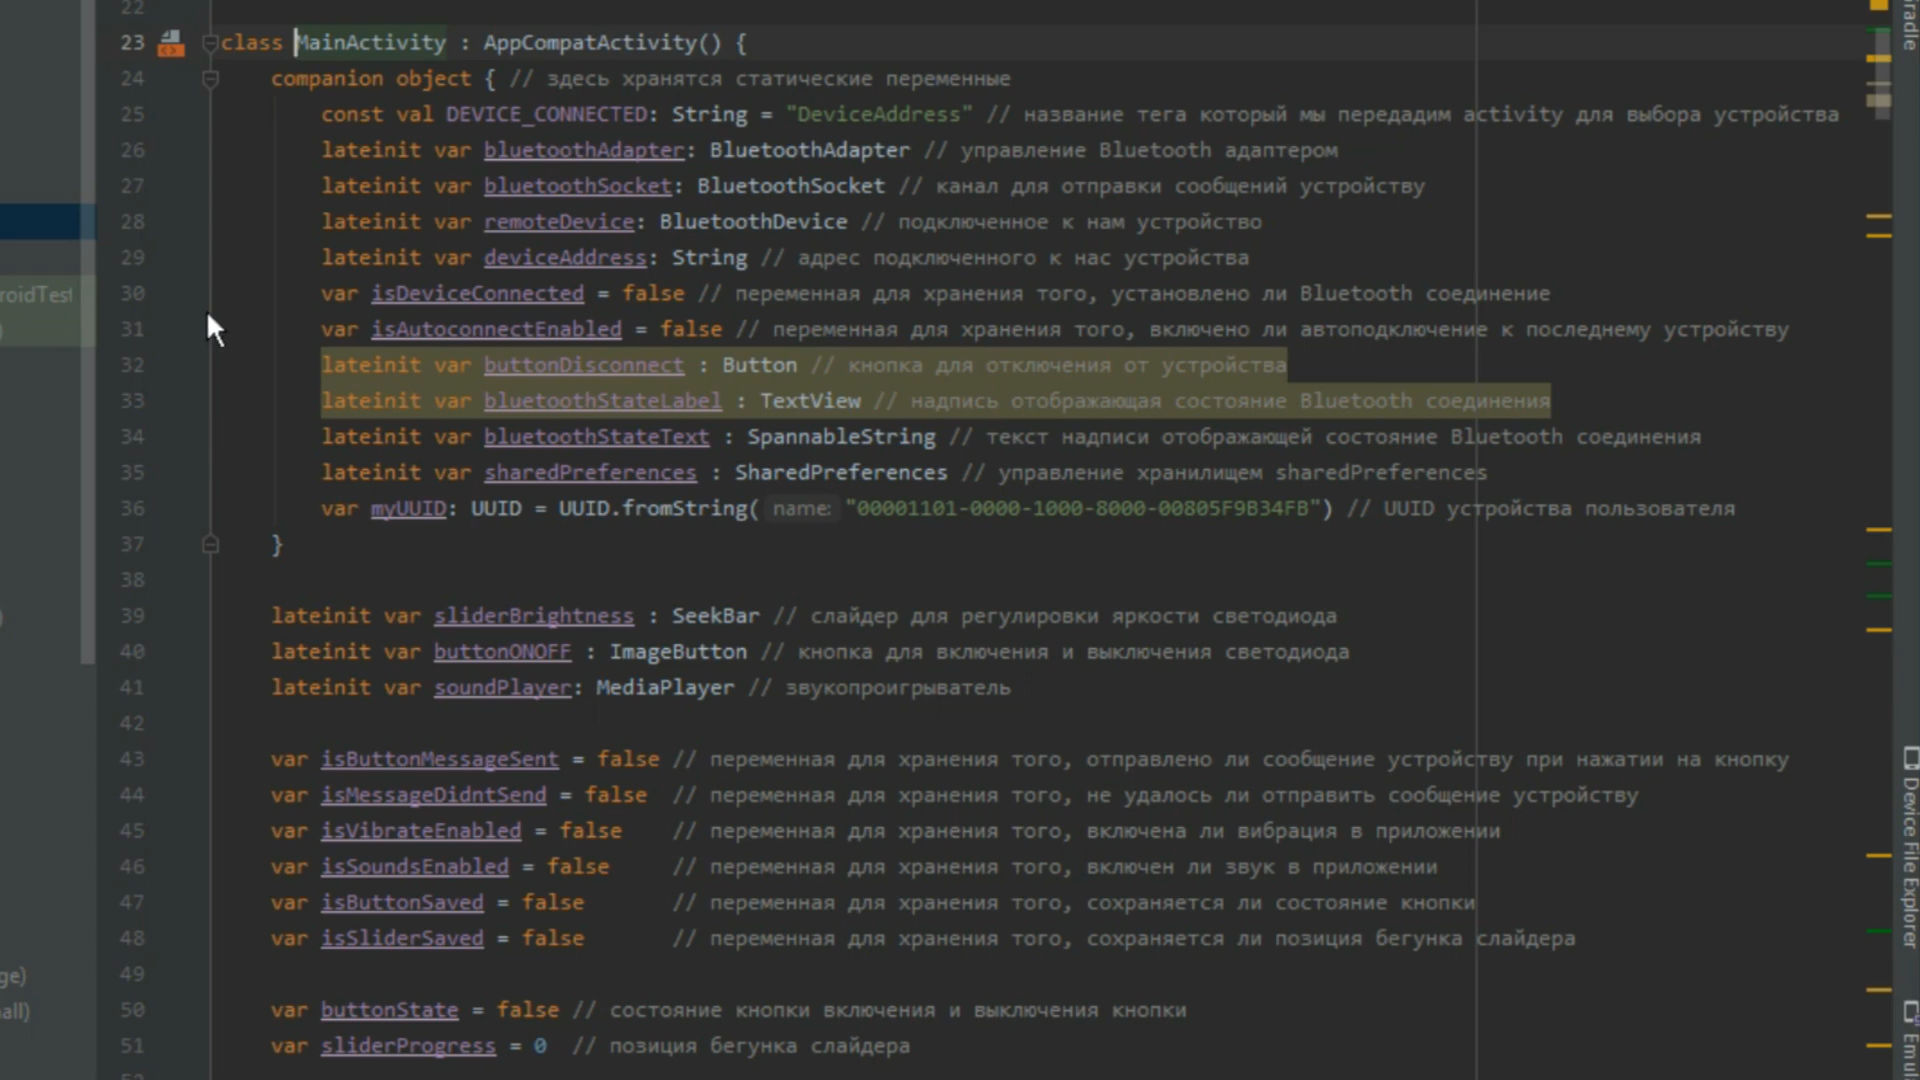 22
23 class MainActivity : AppCompatActivity() {
24 companion object { // здесь хранятся статические переменные
25 const val DEVICE_CONNECTED: String = "DeviceAddress" // название тега который мы передадим activity для выбора устройства
26 lateinit var bluetoothAdapter: BluetoothAdapter // управление Bluetooth адаптером
27 lateinit var bluetoothSocket: BluetoothSocket // канал для отправки сообщений устройству
28 lateinit var remoteDevice: BluetoothDevice // подключенное к нам устройство
29 lateinit var deviceAddress: String // адрес подключенного к нас устройства
30 var isDeviceConnected = false // переменная для хранения того, установлено ли Bluetooth соединение
31 var isAutoconnectEnabled = false // переменная для хранения того, включено ли автоподключение к последнему устройству
32 lateinit var buttonDisconnect : Button // кнопка для отключения от устройства
33 lateinit var bluetoothStateLabel : TextView // надпись отображающая состояние Bluetooth соединения
34 lateinit var bluetoothStateText : SpannableString // текст надписи отображающей состояние Bluetooth соединения
35 lateinit var sharedPreferences : SharedPreferences // управление хранилищем sharedPreferences
36 var myUUID: UUID = UUID.fromString( name: "00001101-0000-1000-8000-00805F9B34FB") // UUID устройства пользователя
37 }
38
39 lateinit var sliderBrightness : SeekBar // слайдер для регулировки яркости светодиода
40 lateinit var buttonONOFF : ImageButton // кнопка для включения и выключения светодиода
41 lateinit var soundPlayer: MediaPlayer // звукопроигрыватель
42
43 var isButtonMessageSent = false // переменная для хранения того, отправлено ли сообщение устройству при нажатии на кнопку
44 var isMessageDidntSend = false // переменная для хранения того, не удалось ли отправить сообщение устройству
45 var isVibrateEnabled = false // переменная для хранения того, включена ли вибрация в приложении
46 var isSoundsEnabled = false // переменная для хранения того, включен ли звук в приложении
47 var isButtonSaved = false // переменная для хранения того, сохраняется ли состояние кнопки
48 var isSliderSaved = false // переменная для хранения того, сохраняется ли позиция бегунка слайдера
49
50 var buttonState = false // состояние кнопки включения и выключения кнопки
51 var sliderProgress = 0 // позиция бегунка слайдера
roidTest
)
)
ge)
all)
radle
Device File Explorer
Emul